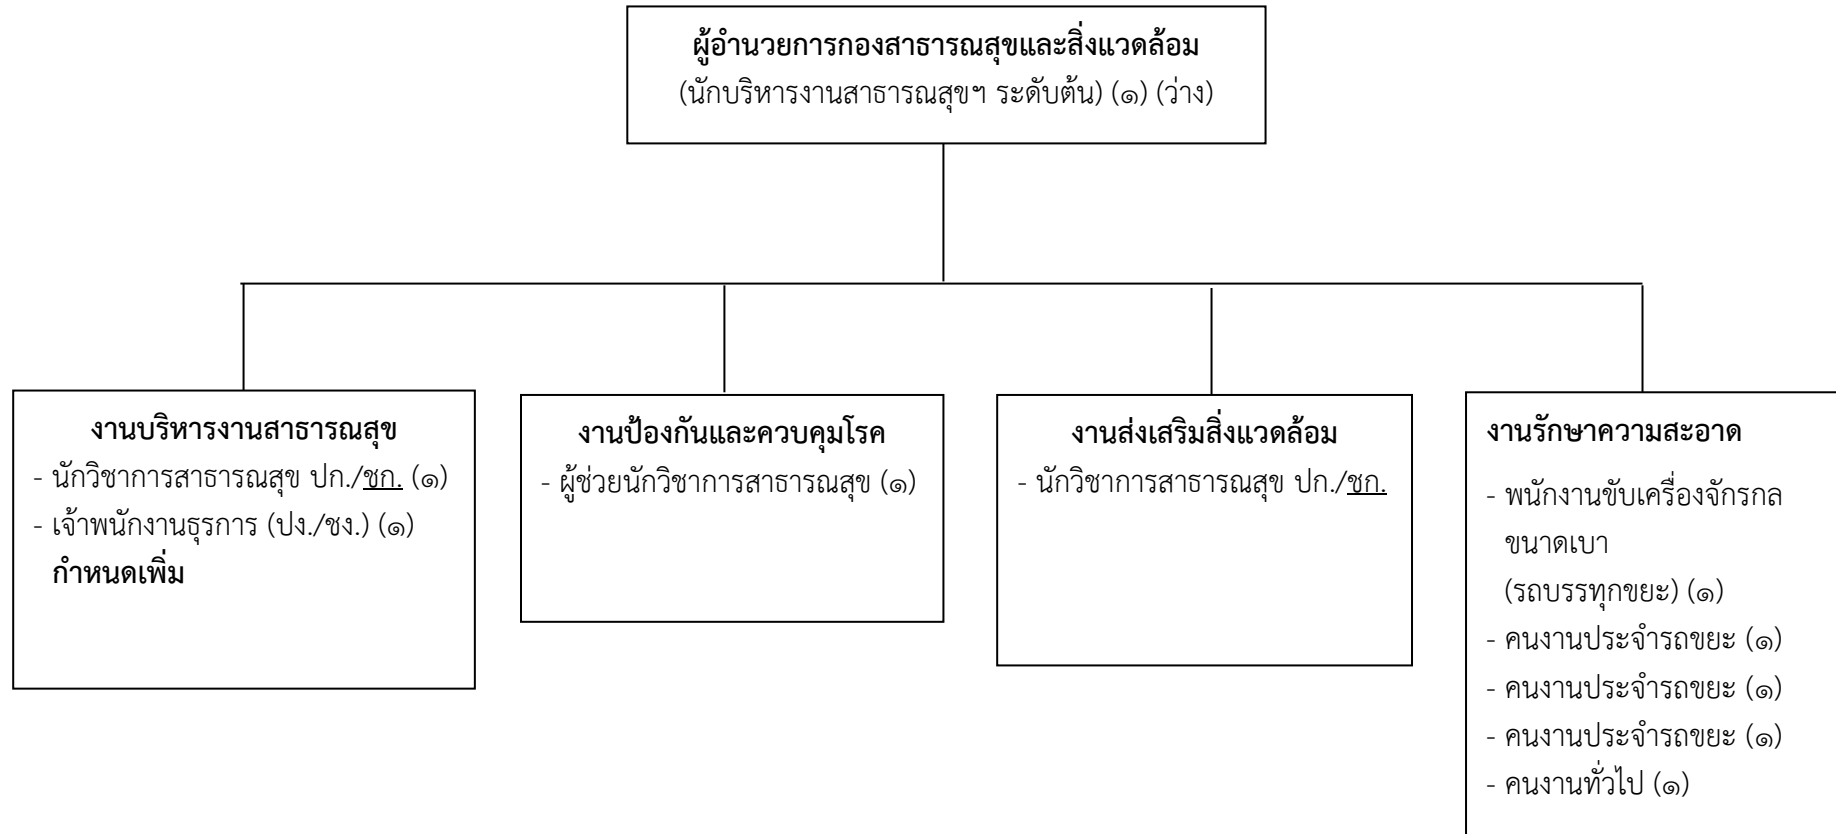 ผู้อำนวยการกองสาธารณสุขและสิ่งแวดล้อม
(นักบริหารงานสาธารณสุขฯ ระดับต้น) (๑) (ว่าง)
งานบริหารงานสาธารณสุข
- นักวิชาการสาธารณสุข ปก./ชก. (๑)
- เจ้าพนักงานธุรการ (ปง./ชง.) (๑)
กำหนดเพิ่ม
งานป้องกันและควบคุมโรค
- ผู้ช่วยนักวิชาการสาธารณสุข (๑)
งานส่งเสริมสิ่งแวดล้อม
- นักวิชาการสาธารณสุข ปก./ชก.
งานรักษาความสะอาด
- พนักงานขับเครื่องจักรกล
ขนาดเบา
(รถบรรทุกขยะ) (๑)
- คนงานประจำรถขยะ (๑)
- คนงานประจำรถขยะ (๑)
- คนงานประจำรถขยะ (๑)
- คนงานทั่วไป (๑)